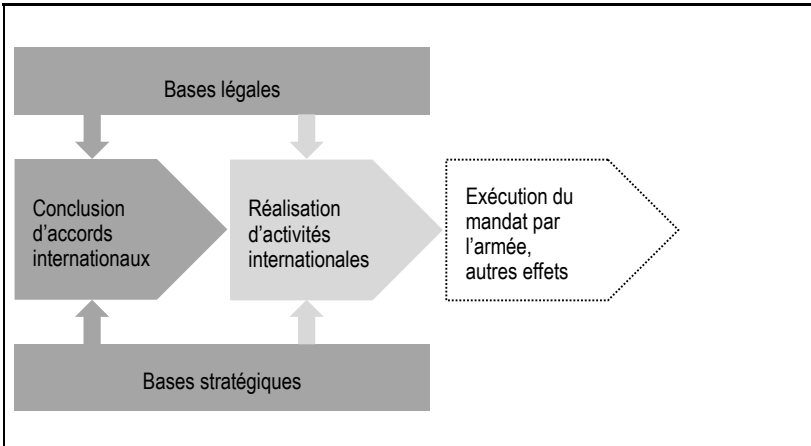 Bases légales
Conclusion
d’accords
internationaux
Réalisation
d’activités
internationales
Exécution du
mandat par
l’armée,
autres effets
Bases stratégiques